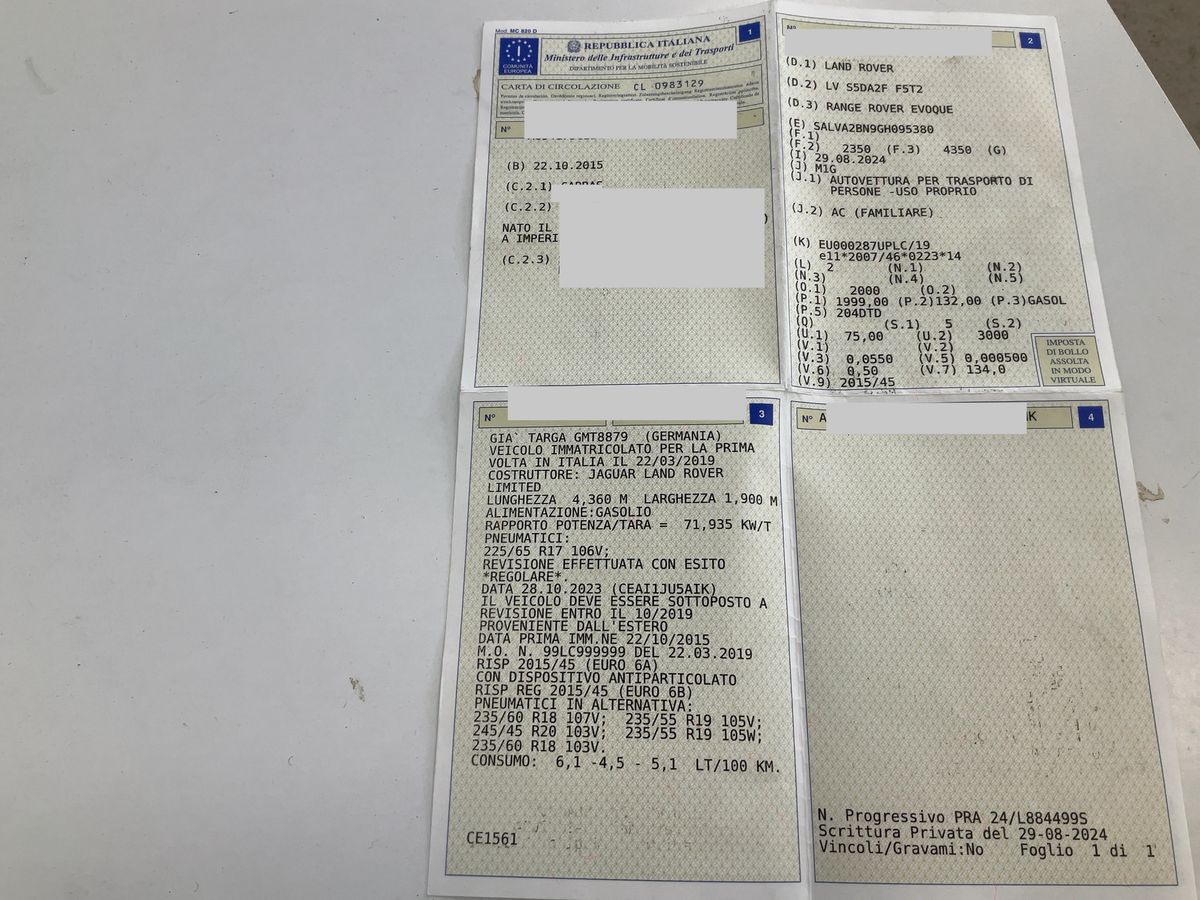 Mod. MC 820 D
1
REPUBBLICA ITALIANA
Ministero delle Infrastrutture e dei Trasporti
DIPARTIMENTO PER LA MOBILITÀ SOSTENIBILE
COMUNITÀ EUROPEA
CARTA DI CIRCOLAZIONE CL 0983129
N°
(B) 22.10.2015
(C.2.1)
(C.2.2)
NATO IL
A IMPERI
(C.2.3)
2
(D.1) LAND ROVER
(D.2) LV S5DA2F F5T2
(D.3) RANGE ROVER EVOQUE
(E) SALVA2BN9GH095380
(F.1)
(F.2) 2350 (F.3) 4350 (G)
(I) 29.08.2024
(J) M1G
(J.1) AUTOVETTURA PER TRASPORTO DI
PERSONE -USO PROPRIO
(J.2) AC (FAMILIARE)
(K) EU000287UPLC/19
e11*2007/46*0223*14
(L) 2 (N.1) (N.2)
(N.3) (N.4) (N.5)
(O.1) 2000 (O.2)
(P.1) 1999,00 (P.2)132,00 (P.3)GASOL
(P.5) 204DTD
(Q) (S.1) 5 (S.2)
(U.1) 75,00 (U.2) 3000
(V.1) (V.2)
(V.3) 0,0550 (V.5) 0,000500
(V.6) 0,50 (V.7) 134,0
(V.9) 2015/45
IMPOSTA
DI BOLLO
ASSOLTA
IN MODO
VIRTUALE
N°
3
GIA` TARGA GMT8879 (GERMANIA)
VEICOLO IMMATRICOLATO PER LA PRIMA
VOLTA IN ITALIA IL 22/03/2019
COSTRUTTORE: JAGUAR LAND ROVER
LIMITED
LUNGHEZZA 4,360 M LARGHEZZA 1,900 M
ALIMENTAZIONE:GASOLIO
RAPPORTO POTENZA/TARA = 71,935 KW/T
PNEUMATICI:
225/65 R17 106V;
REVISIONE EFFETTUATA CON ESITO
*REGOLARE*.
DATA 28.10.2023 (CEAI1JU5AIK)
IL VEICOLO DEVE ESSERE SOTTOPOSTO A
REVISIONE ENTRO IL 10/2019
PROVENIENTE DALL'ESTERO
DATA PRIMA IMM.NE 22/10/2015
M.O. N. 99LC999999 DEL 22.03.2019
RISP 2015/45 (EURO 6A)
CON DISPOSITIVO ANTIPARTICOLATO
RISP REG 2015/45 (EURO 6B)
PNEUMATICI IN ALTERNATIVA:
235/60 R18 107V; 235/55 R19 105V;
245/45 R20 103V; 235/55 R19 105W;
235/60 R18 103V.
CONSUMO: 6,1 -4,5 - 5,1 LT/100 KM.
CE1561
N° A K
4
N. Progressivo PRA 24/L884499S
Scrittura Privata del 29-08-2024
Vincoli/Gravami:No Foglio 1 di 1